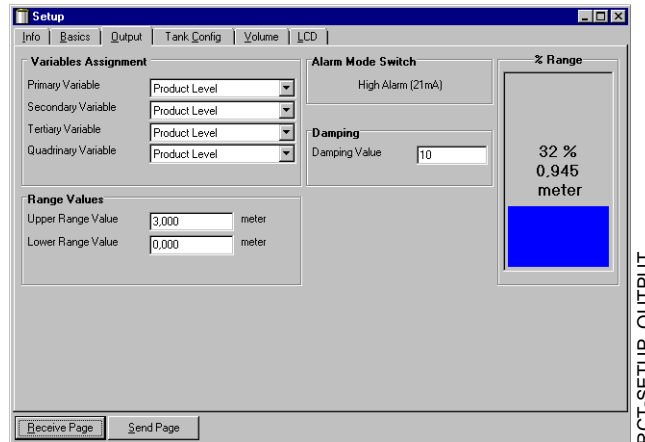 Setup
Info Basics Output Tank Config Volume LCD
Variables Assignment
Primary Variable Product Level
Secondary Variable Product Level
Tertiary Variable Product Level
Quadrinary Variable Product Level
Range Values
Upper Range Value 3,000 meter
Lower Range Value 0,000 meter
Alarm Mode Switch
High Alarm (21mA)
Damping
Damping Value 10
% Range
32 %
0,945
meter
Receive Page Send Page
RCT-SETUP_OUTPUT